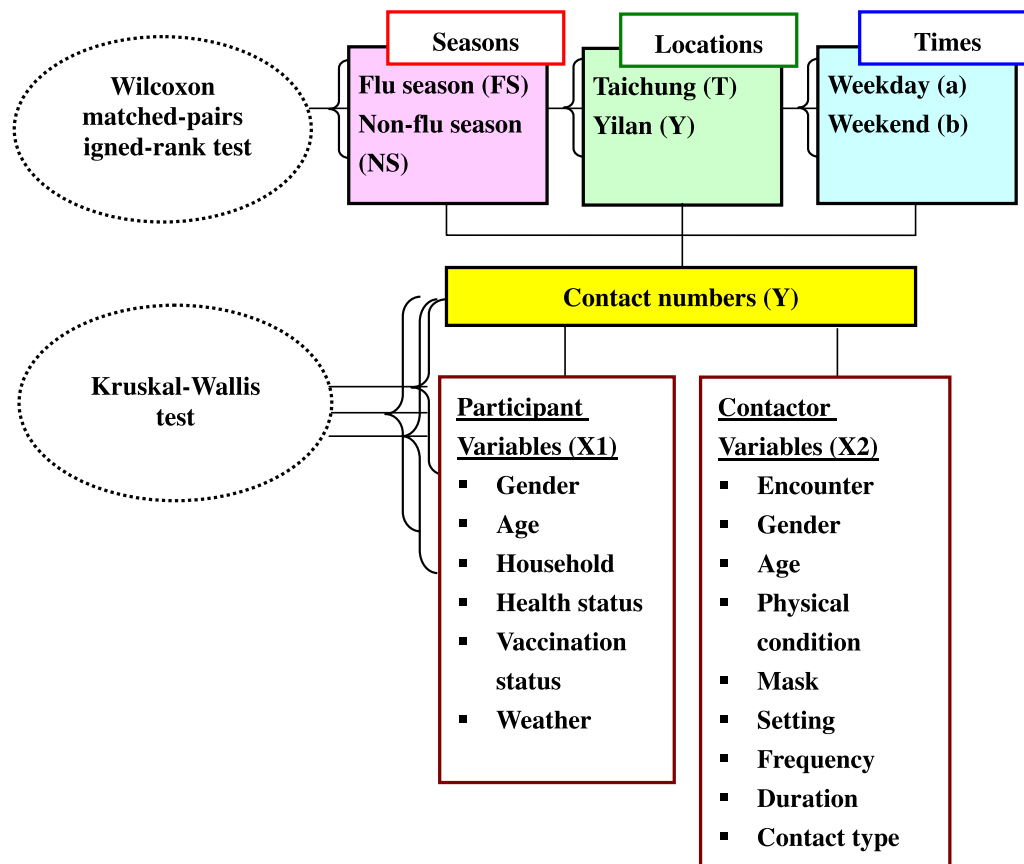 Wilcoxon
matched-pairs
igned-rank test
Seasons
Flu season (FS)
Non-flu season
(NS)
Locations
Taichung (T)
Yilan (Y)
Times
Weekday (a)
Weekend (b)
Contact numbers (Y)
Kruskal-Wallis
test
Participant
Variables (X1)
▪ Gender
▪ Age
▪ Household
▪ Health status
▪ Vaccination
status
▪ Weather
Contactor
Variables (X2)
▪ Encounter
▪ Gender
▪ Age
▪ Physical
condition
▪ Mask
▪ Setting
▪ Frequency
▪ Duration
▪ Contact type